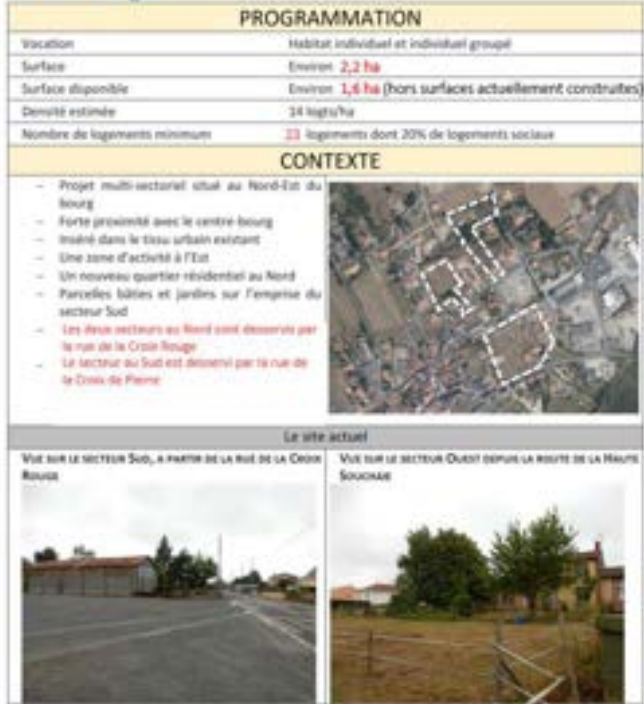 PROGRAMMATION
Vocation Habitat individuel et individuel groupé
Surface Environ 2,2 ha
Surface disponible Environ 1,6 ha (hors surfaces actuellement construites)
Densité estimée 14 logts/ha
Nombre de logements minimum 23 logements dont 20% de logements sociaux
CONTEXTE
– Projet multi-sectoriel situé au Nord-Est du
bourg
– Forte proximité avec le centre-bourg
– Inséré dans le tissu urbain existant
– Une zone d'activité à l'Est
– Un nouveau quartier résidentiel au Nord
– Parcelles bâties et jardins sur l'emprise du
secteur Sud
– Les deux secteurs au Nord sont desservis par
la rue de la Croix Rouge
– Le secteur au Sud est desservi par la rue de
la Croix de Pierre
Le site actuel
VUE SUR LE SECTEUR SUD, A PARTIR DE LA RUE DE LA CROIX
ROUGE
VUE SUR LE SECTEUR OUEST DEPUIS LA ROUTE DE LA HAUTE
SOUCHAIE